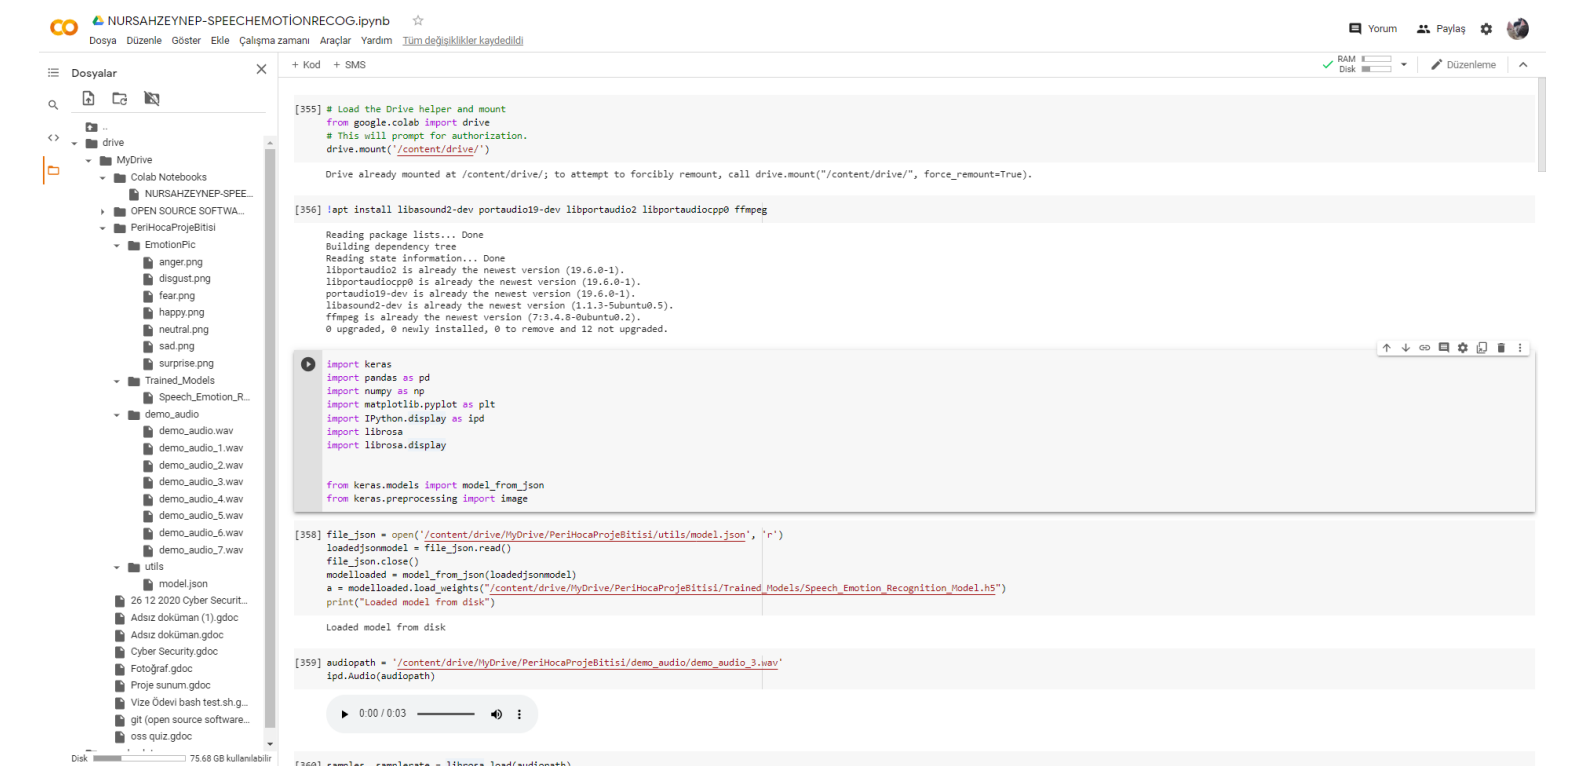 NURSAHZEYNEP-SPEECHEMOTİONRECOG.ipynb
Dosya Düzenle Göster Ekle Çalışma zamanı Araçlar Yardım Tüm değişiklikler kaydedildi
Yorum Paylaş
Dosyalar
+ Kod + SMS
RAM
Disk
Düzenleme
..
drive
MyDrive
Colab Notebooks
NURSAHZEYNEP-SPEE...
OPEN SOURCE SOFTWA...
PeriHocaProjeBitisi
EmotionPic
anger.png
disgust.png
fear.png
happy.png
neutral.png
sad.png
surprise.png
Trained_Models
Speech_Emotion_R...
demo_audio
demo_audio.wav
demo_audio_1.wav
demo_audio_2.wav
demo_audio_3.wav
demo_audio_4.wav
demo_audio_5.wav
demo_audio_6.wav
demo_audio_7.wav
utils
model.json
26 12 2020 Cyber Securit...
Adsız doküman (1).gdoc
Adsız doküman.gdoc
Cyber Security.gdoc
Fotoğraf.gdoc
Proje sunum.gdoc
Vize Ödevi bash test.sh.g...
git (open source software...
oss quiz.gdoc
Disk 75.68 GB kullanılabilir
[355] # Load the Drive helper and mount
from google.colab import drive
# This will prompt for authorization.
drive.mount('/content/drive/')
Drive already mounted at /content/drive/; to attempt to forcibly remount, call drive.mount("/content/drive/", force_remount=True).
[356] !apt install libasound2-dev portaudio19-dev libportaudio2 libportaudiocpp0 ffmpeg
Reading package lists... Done
Building dependency tree
Reading state information... Done
libportaudio2 is already the newest version (19.6.0-1).
libportaudiocpp0 is already the newest version (19.6.0-1).
portaudio19-dev is already the newest version (19.6.0-1).
libasound2-dev is already the newest version (1.1.3-5ubuntu0.5).
ffmpeg is already the newest version (7:3.4.8-0ubuntu0.2).
0 upgraded, 0 newly installed, 0 to remove and 12 not upgraded.
import keras
import pandas as pd
import numpy as np
import matplotlib.pyplot as plt
import IPython.display as ipd
import librosa
import librosa.display
from keras.models import model_from_json
from keras.preprocessing import image
[358] file_json = open('/content/drive/MyDrive/PeriHocaProjeBitisi/utils/model.json', 'r')
loadedjsonmodel = file_json.read()
file_json.close()
modelloaded = model_from_json(loadedjsonmodel)
a = modelloaded.load_weights("/content/drive/MyDrive/PeriHocaProjeBitisi/Trained_Models/Speech_Emotion_Recognition_Model.h5")
print("Loaded model from disk")
Loaded model from disk
[359] audiopath = '/content/drive/MyDrive/PeriHocaProjeBitisi/demo_audio/demo_audio_3.wav'
ipd.Audio(audiopath)
0:00 / 0:03
[360] samples, samplerate = librosa.load(audiopath)